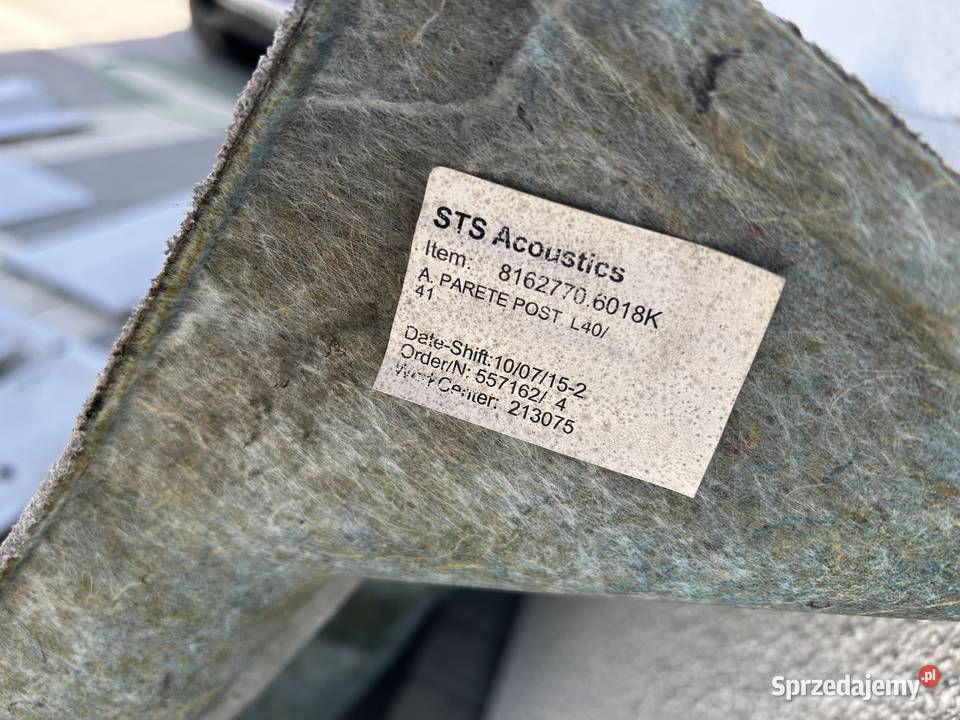 STS Acoustics
Item: 8162770.6018K
A. PARETE POST L40/
41
Date-Shift:10/07/15-2
Order/N: 557162/ 4
WorkCenter: 213075
Sprzedajemy.pl